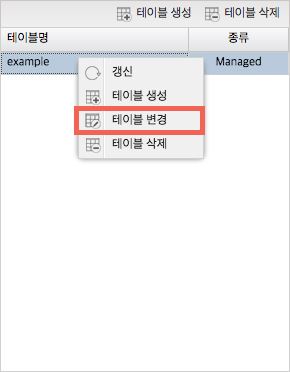 테이블 생성 테이블 삭제
테이블명 종류
example Managed
갱신
테이블 생성
테이블 변경
테이블 삭제